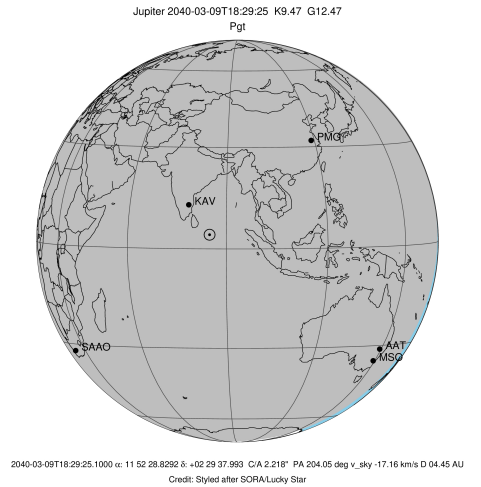 Jupiter 2040-03-09T18:29:25 K9.47 G12.47
Pgt
PMO
KAV
SAAO
AAT
MSO
2040-03-09T18:29:25.1000 α: 11 52 28.8292 δ: +02 29 37.993 C/A 2.218" PA 204.05 deg v_sky -17.16 km/s D 04.45 AU
Credit: Styled after SORA/Lucky Star